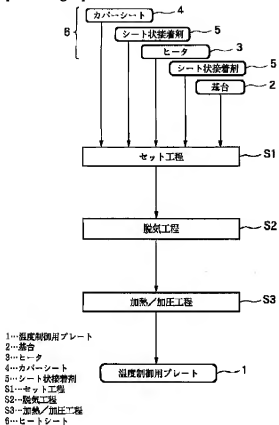 カバーシート 4
シート状接着剤 5
6
ヒータ 3
シート状接着剤 5
基台 2
セット工程 S1
脱気工程 S2
加熱/加圧工程 S3
温度制御用プレート 1
1…温度制御用プレート
2…基台
3…ヒータ
4…カバーシート
5…シート状接着剤
S1…セット工程
S2…脱気工程
S3…加熱/加圧工程
6…ヒートシート